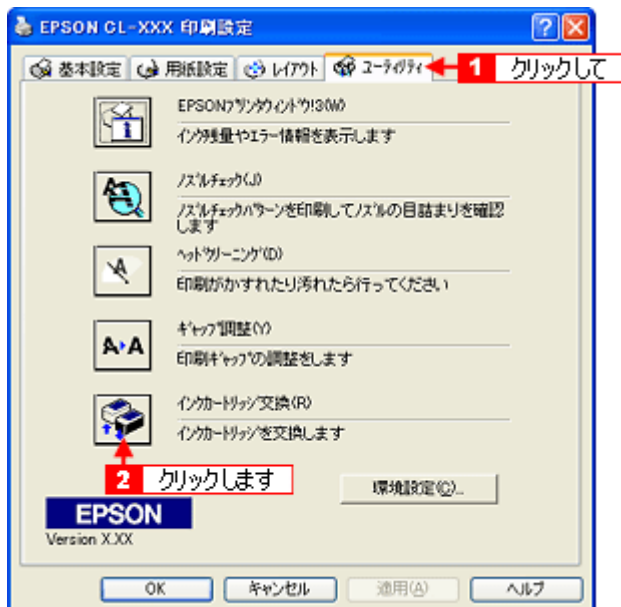 EPSON CL-XXX 印刷設定
基本設定 用紙設定 レイアウト ユーティリティ 1 クリックして
EPSONプリンタウィンドウ!3(W)
インク残量やエラー情報を表示します
ノズルチェック(J)
ノズルチェックパターンを印刷してノズルの目詰まりを確認
します
ヘッドクリーニング(D)
印刷がかすれたり汚れたら行ってください
ギャップ調整(Y)
印刷ギャップの調整をします
インクカートリッジ交換(R)
インクカートリッジを交換します
2 クリックします
環境設定(C)...
EPSON
Version X.XX
OK キャンセル 適用(A) ヘルプ